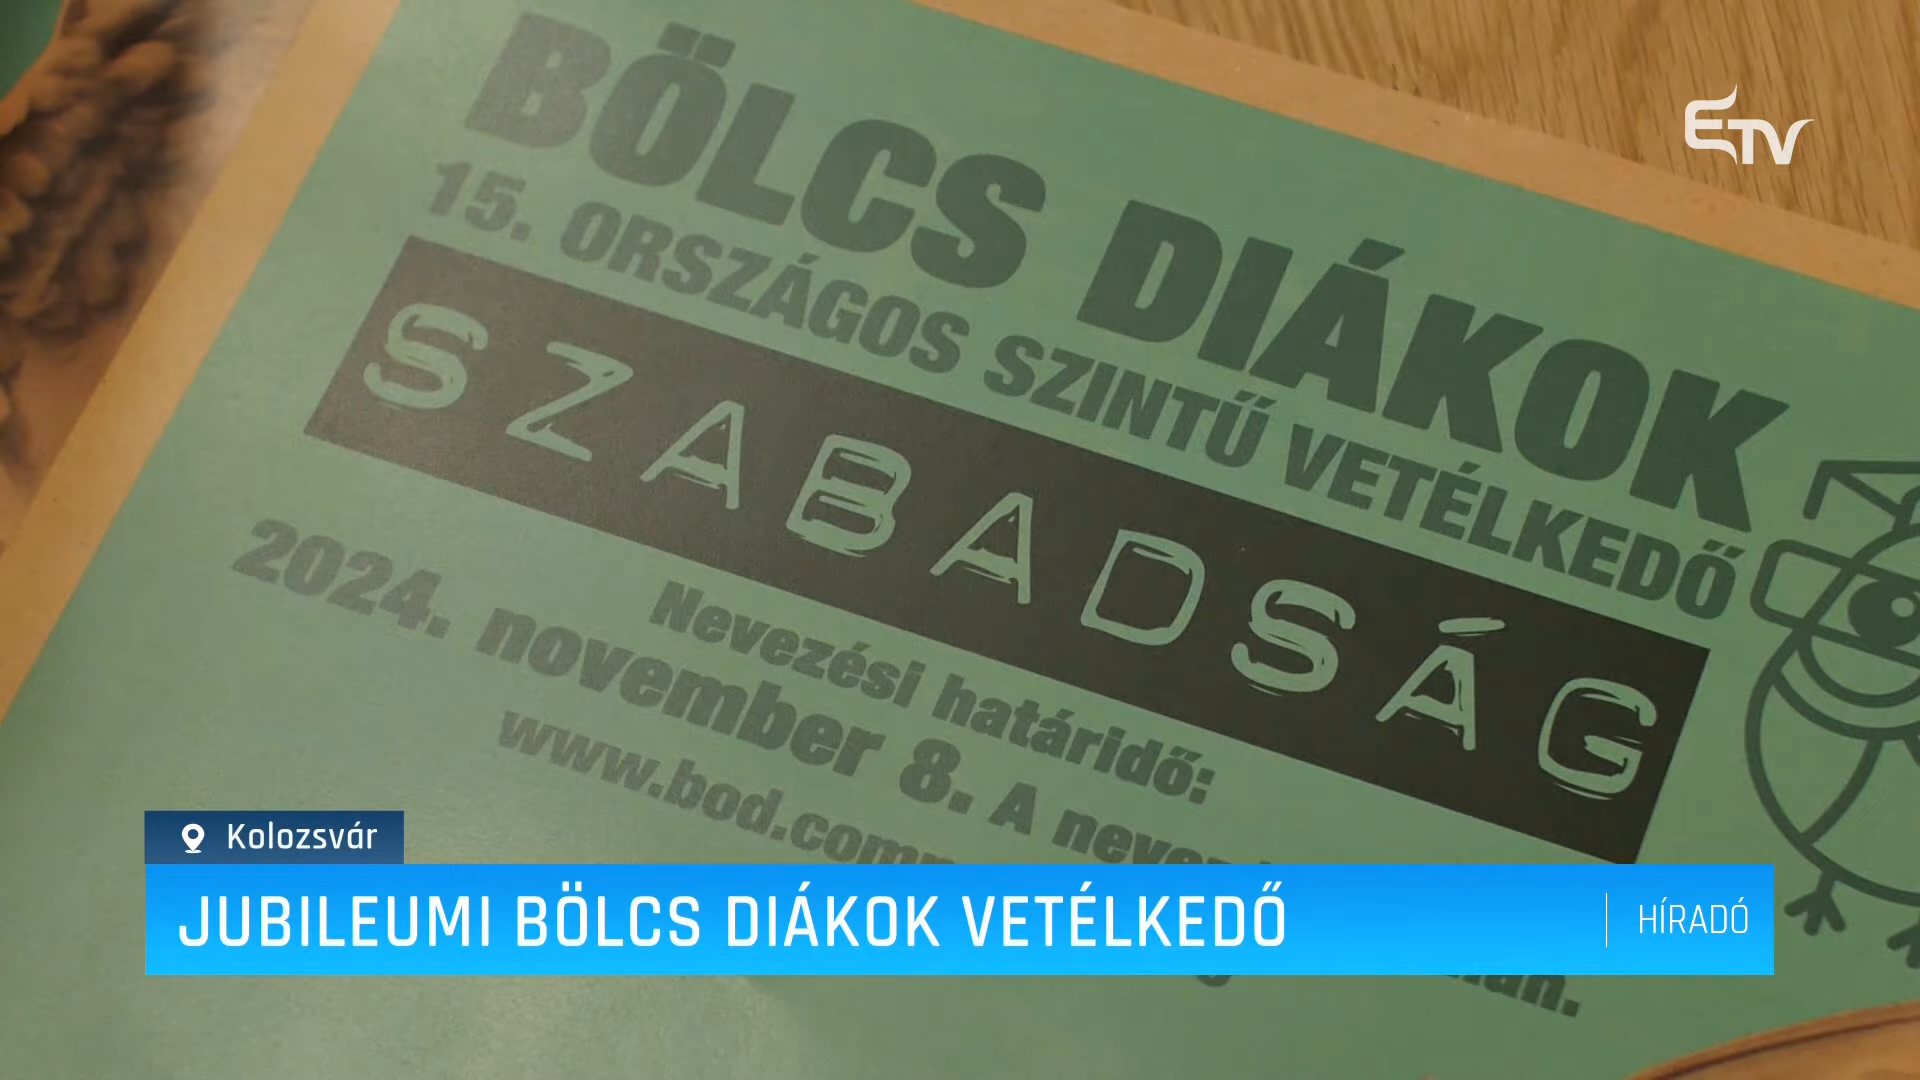 ETV
BÖLCS DIÁKOK
15. ORSZÁGOS SZINTŰ VETÉLKEDŐ
SZABADSÁG
Nevezési határidő:
2024. november 8. A neve
www.bod.com
Kolozsvár
JUBILEUMI BÖLCS DIÁKOK VETÉLKEDŐ
HÍRADÓ